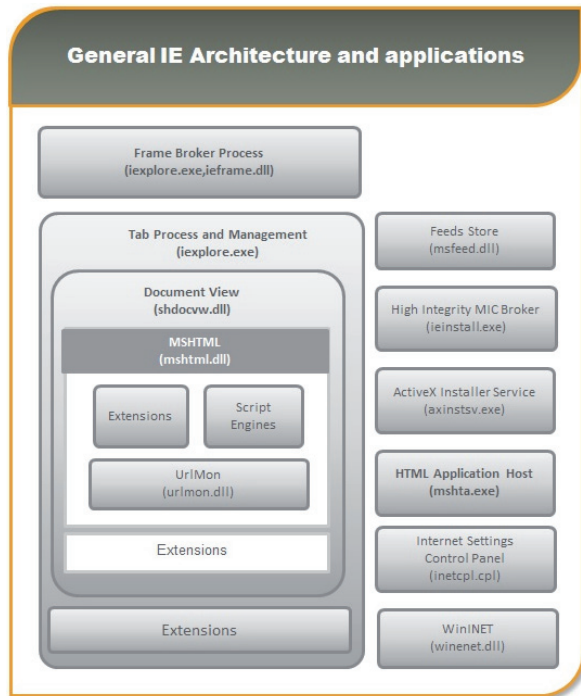 General IE Architecture and applications
Frame Broker Process
(iexplore.exe,ieframe.dll)
Tab Process and Management
(iexplore.exe)
Document View
(shdocvw.dll)
MSHTML
(mshtml.dll)
Extensions
Script
Engines
UrlMon
(urlmon.dll)
Extensions
Extensions
Feeds Store
(msfeed.dll)
High Integrity MIC Broker
(ieinstall.exe)
ActiveX Installer Service
(axinstsv.exe)
HTML Application Host
(mshta.exe)
Internet Settings
Control Panel
(inetcpl.cpl)
WinINET
(winenet.dll)